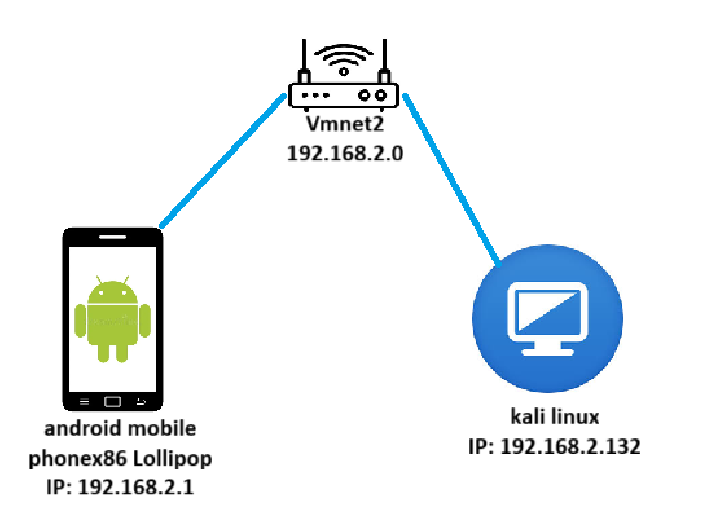 Vmnet2
192.168.2.0
android mobile
phonex86 Lollipop
IP: 192.168.2.1
kali linux
IP: 192.168.2.132